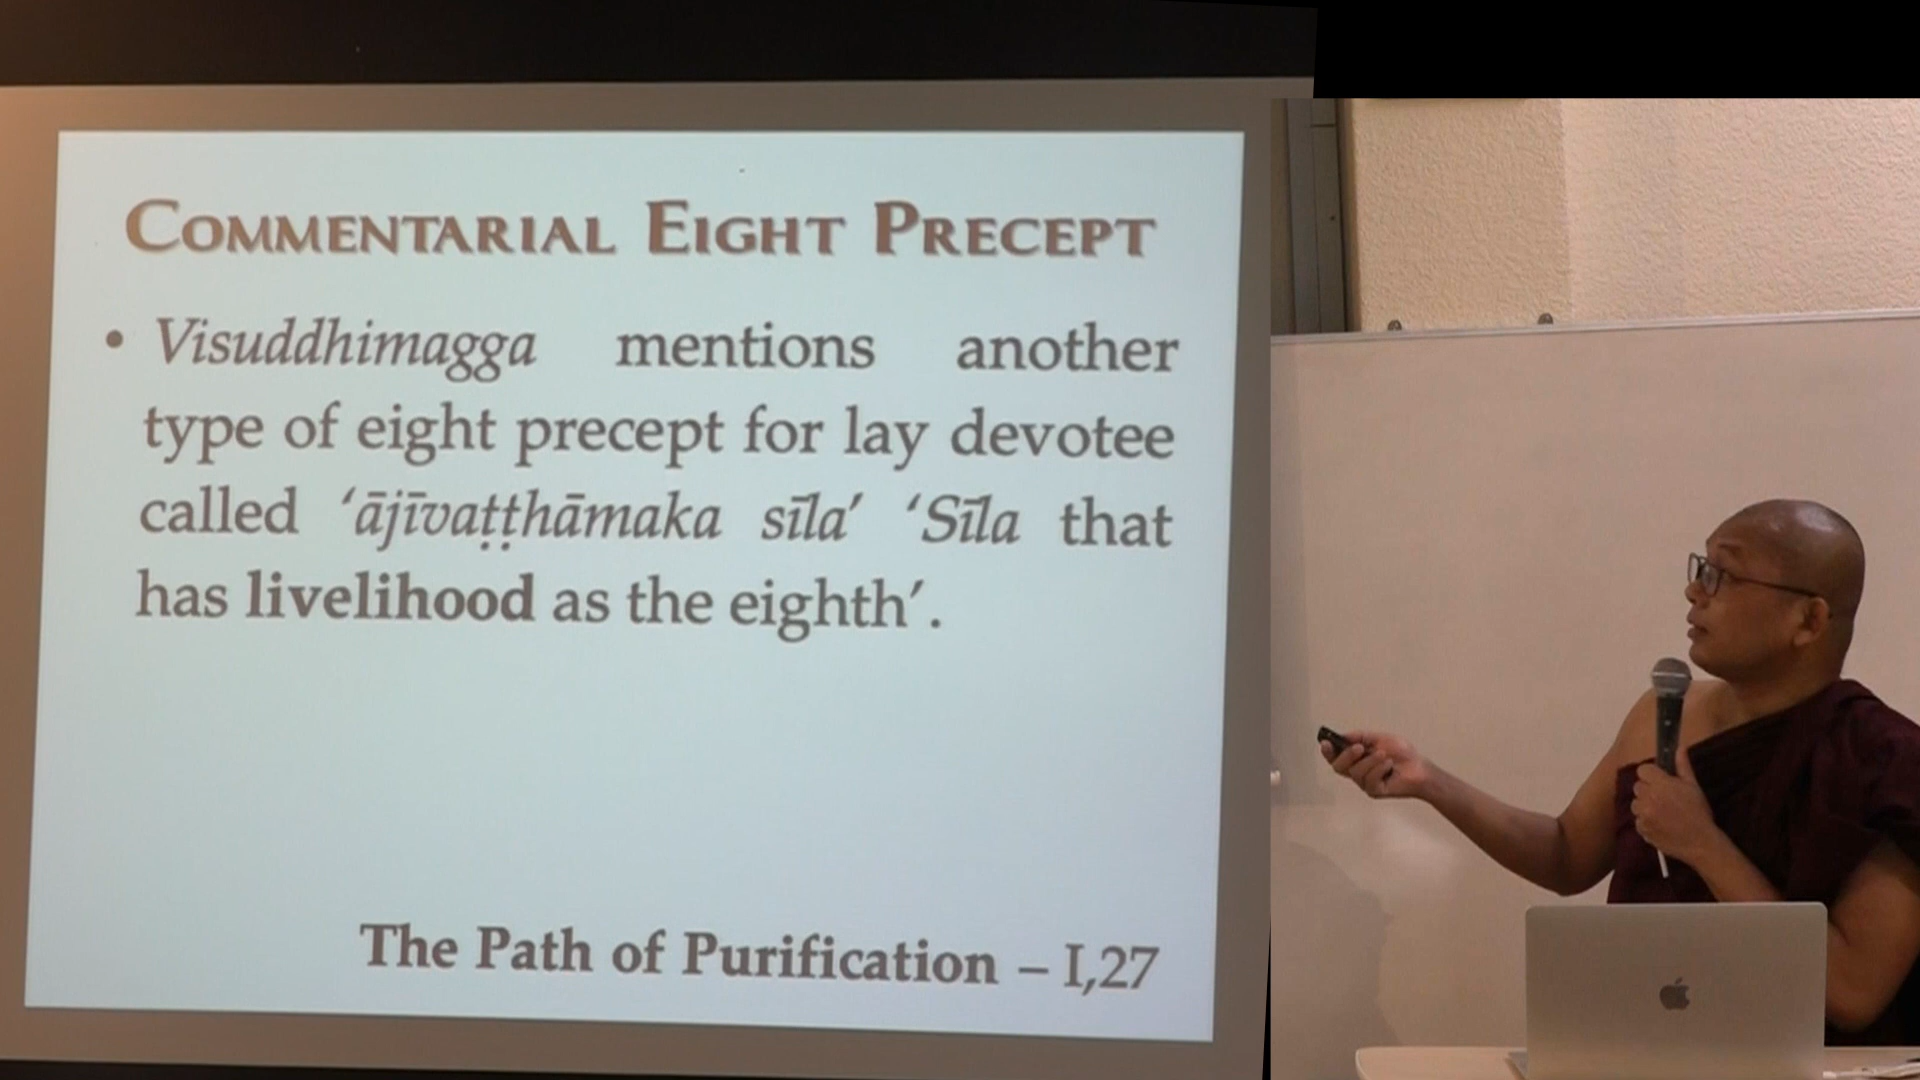 COMMENTARIAL EIGHT PRECEPT
• Visuddhimagga mentions another
type of eight precept for lay devotee
called ‘ājīvaṭṭhāmaka sīla’ ‘Sīla that
has livelihood as the eighth’.
The Path of Purification – I,27